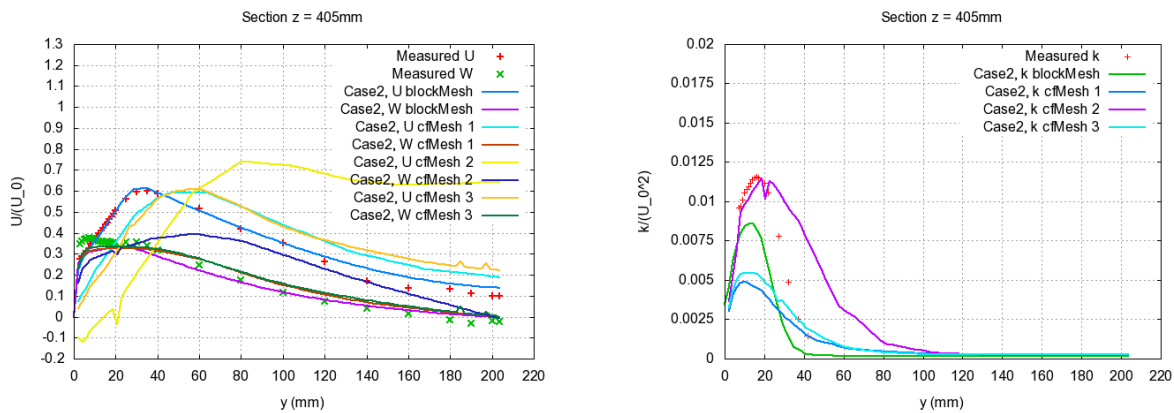 Section z = 405mm
1.3
1.2
1.1
1
0.9
0.8
0.7
0.6
0.5
0.4
0.3
0.2
0.1
0
-0.1
-0.2
U/(U_0)
Measured U
Measured W
Case2, U blockMesh
Case2, W blockMesh
Case2, U cfMesh 1
Case2, W cfMesh 1
Case2, U cfMesh 2
Case2, W cfMesh 2
Case2, U cfMesh 3
Case2, W cfMesh 3
0 20 40 60 80 100 120 140 160 180 200 220
y (mm)
Section z = 405mm
0.02
0.0175
0.015
0.0125
0.01
0.0075
0.005
0.0025
0
k/(U_0^2)
Measured k
Case2, k blockMesh
Case2, k cfMesh 1
Case2, k cfMesh 2
Case2, k cfMesh 3
0 20 40 60 80 100 120 140 160 180 200 220
y (mm)